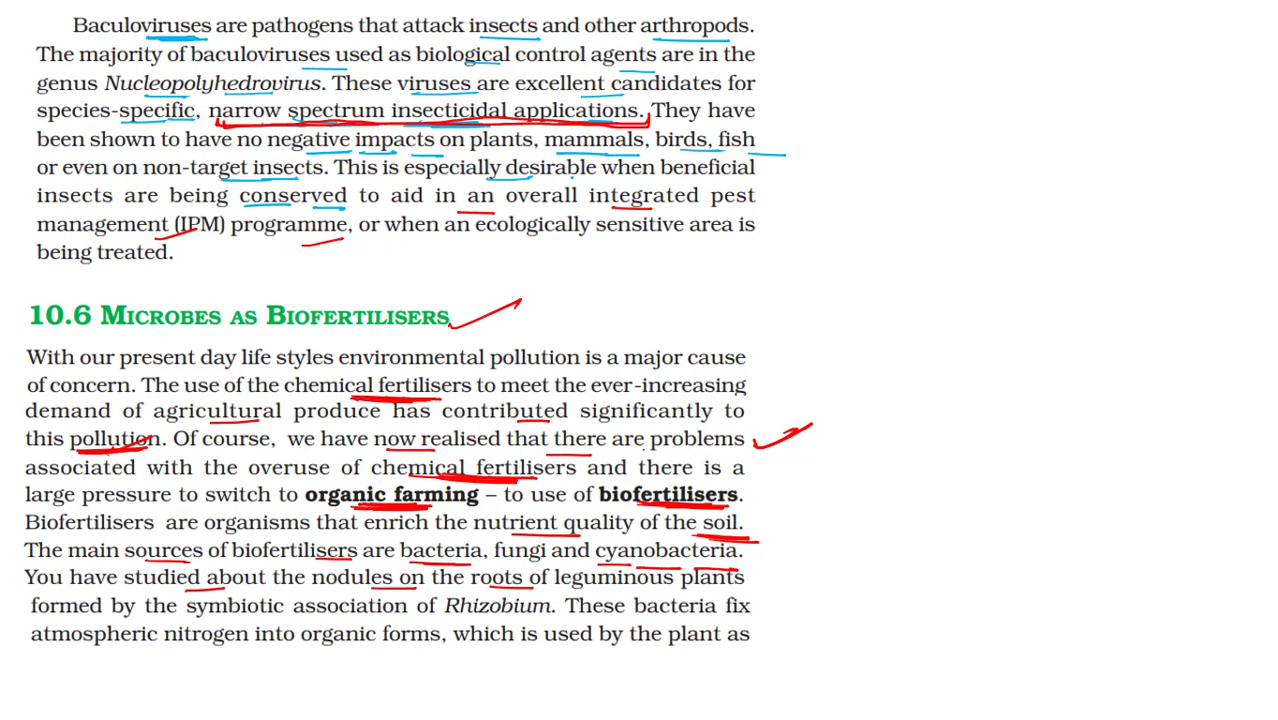 Baculoviruses are pathogens that attack insects and other arthropods.
The majority of baculoviruses used as biological control agents are in the
genus Nucleopolyhedrovirus. These viruses are excellent candidates for
species-specific, narrow spectrum insecticidal applications. They have
been shown to have no negative impacts on plants, mammals, birds, fish
or even on non-target insects. This is especially desirable when beneficial
insects are being conserved to aid in an overall integrated pest
management (IPM) programme, or when an ecologically sensitive area is
being treated.
10.6 MICROBES AS BIOFERTILISERS
With our present day life styles environmental pollution is a major cause
of concern. The use of the chemical fertilisers to meet the ever-increasing
demand of agricultural produce has contributed significantly to
this pollution. Of course, we have now realised that there are problems
associated with the overuse of chemical fertilisers and there is a
large pressure to switch to organic farming – to use of biofertilisers.
Biofertilisers are organisms that enrich the nutrient quality of the soil.
The main sources of biofertilisers are bacteria, fungi and cyanobacteria.
You have studied about the nodules on the roots of leguminous plants
formed by the symbiotic association of Rhizobium. These bacteria fix
atmospheric nitrogen into organic forms, which is used by the plant as